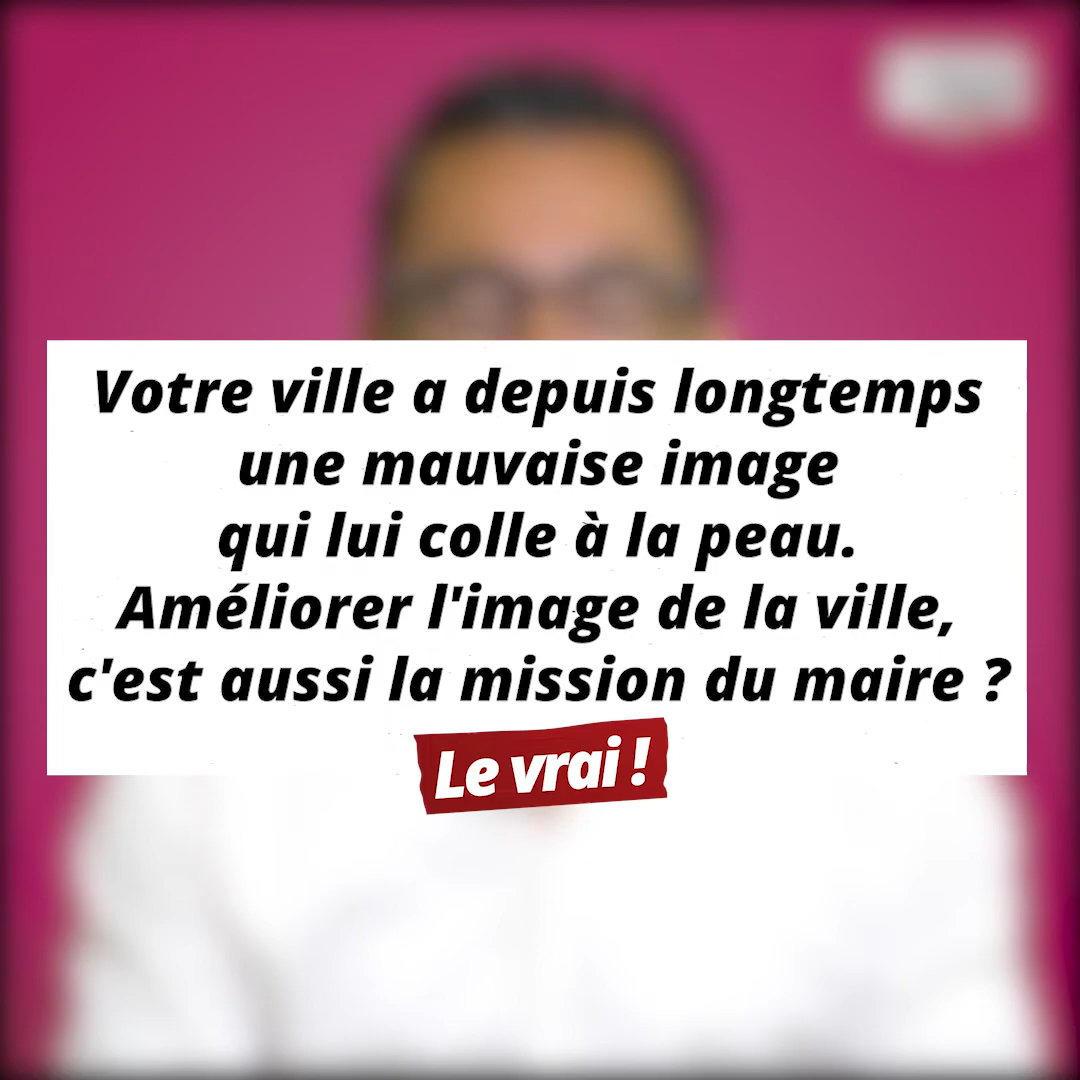 Votre ville a depuis longtemps
une mauvaise image
qui lui colle à la peau.
Améliorer l'image de la ville,
c'est aussi la mission du maire ?
Le vrai !